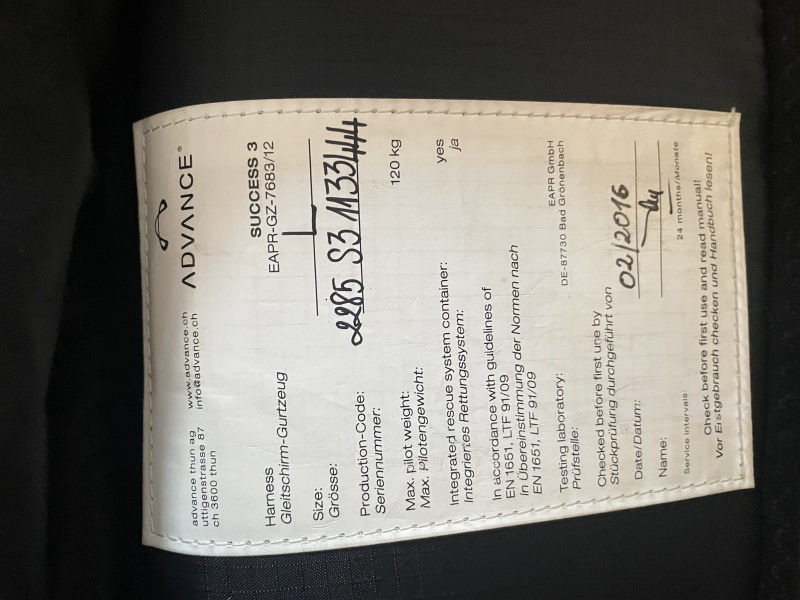 ADVANCE®
advance thun ag www.advance.ch
uttigenstrasse 87 info@advance.ch
ch 3600 thun
Harness SUCCESS 3
Gleitschirm-Gurtzeug EAPR-GZ-7683/12
Size: L
Grösse:
Production-Code: 2285 S3 1133444
Seriennummer:
Max. pilot weight: 120 kg
Max. Pilotengewicht:
Integrated rescue system container: yes
Integriertes Rettungssystem: ja
In accordance with guidelines of
EN 1651, LTF 91/09
In Übereinstimmung der Normen nach
EN 1651, LTF 91/09
Testing laboratory: EAPR GmbH
Prüfstelle: DE-87730 Bad Grönenbach
Checked before first use by
Stückprüfung durchgeführt von
Date/Datum: 02/2016
Name:
Service intervals: 24 months/Monate
Check before first use and read manual!
Vor Erstgebrauch checken und Handbuch lesen!